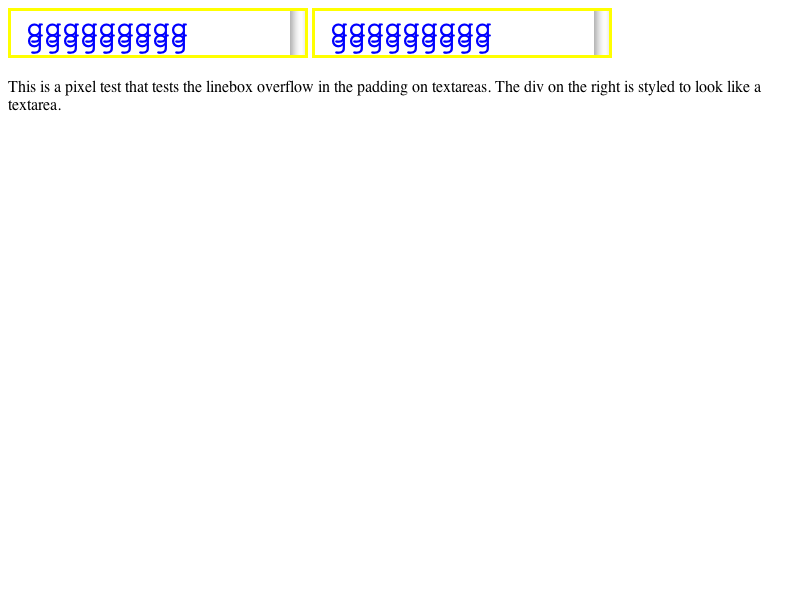 ggggggggg ggggggggg
ggggggggg ggggggggg
This is a pixel test that tests the linebox overflow in the padding on textareas. The div on the right is styled to look like a
textarea.